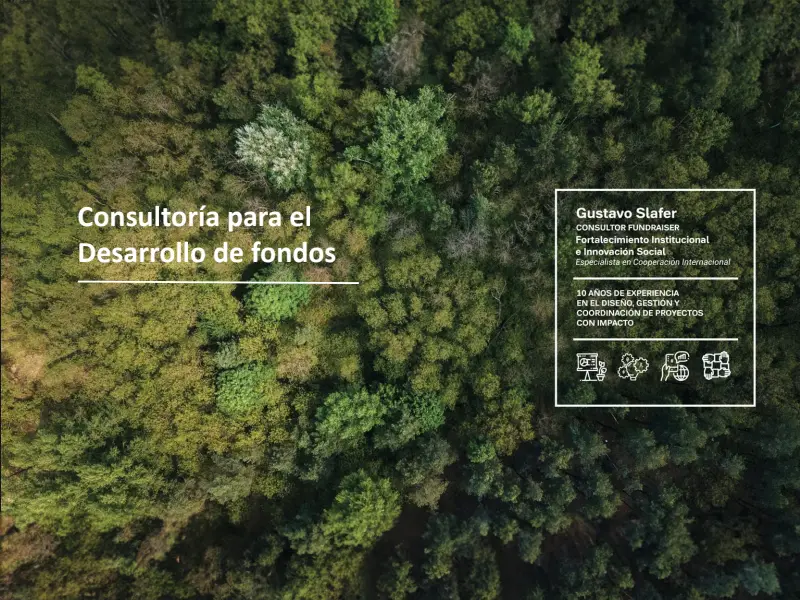 Consultoría para el
Desarrollo de fondos
Gustavo Slafer
CONSULTOR FUNDRAISER
Fortalecimiento Institucional
e Innovación Social
Especialista en Cooperación Internacional
10 AÑOS DE EXPERIENCIA
EN EL DISEÑO, GESTIÓN Y
COORDINACIÓN DE PROYECTOS
CON IMPACTO